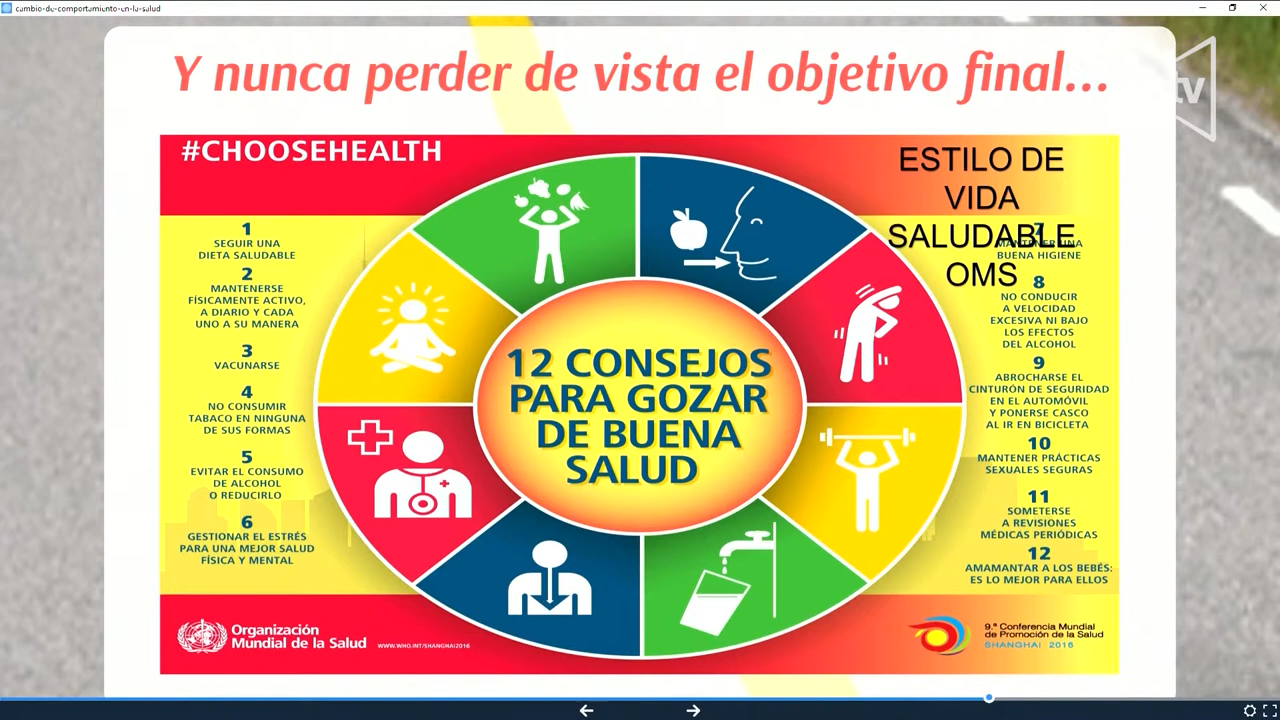 cambio-de-comportamiento-en-la-salud
Y nunca perder de vista el objetivo final...
tv
#CHOOSEHEALTH
ESTILO DE
VIDA
SALUDABLE
OMS
1
SEGUIR UNA
DIETA SALUDABLE
2
MANTENERSE
FÍSICAMENTE ACTIVO,
A DIARIO Y CADA
UNO A SU MANERA
3
VACUNARSE
4
NO CONSUMIR
TABACO EN NINGUNA
DE SUS FORMAS
5
EVITAR EL CONSUMO
DE ALCOHOL
O REDUCIRLO
6
GESTIONAR EL ESTRÉS
PARA UNA MEJOR SALUD
FÍSICA Y MENTAL
12 CONSEJOS
PARA GOZAR
DE BUENA
SALUD
7
MANTENER UNA
BUENA HIGIENE
8
NO CONDUCIR
A VELOCIDAD
EXCESIVA NI BAJO
LOS EFECTOS
DEL ALCOHOL
9
ABROCHARSE EL
CINTURÓN DE SEGURIDAD
EN EL AUTOMÓVIL
Y PONERSE CASCO
AL IR EN BICICLETA
10
MANTENER PRÁCTICAS
SEXUALES SEGURAS
11
SOMETERSE
A REVISIONES
MÉDICAS PERIÓDICAS
12
AMAMANTAR A LOS BEBÉS:
ES LO MEJOR PARA ELLOS
Organización
Mundial de la Salud
WWW.WHO.INT/SHANGHAI2016
9.ª Conferencia Mundial
de Promoción de la Salud
SHANGHAI 2016